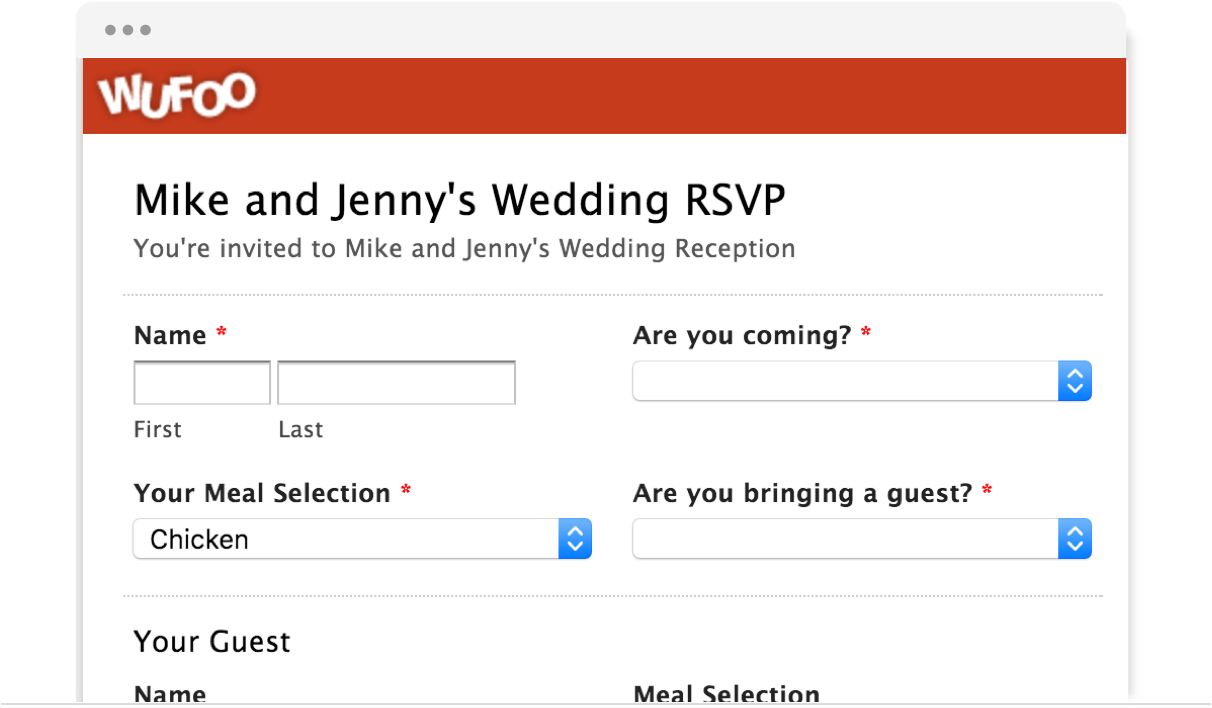 WUFOO
Mike and Jenny's Wedding RSVP
You're invited to Mike and Jenny's Wedding Reception
Name *
Are you coming? *
First Last
Your Meal Selection *
Are you bringing a guest? *
Chicken
Your Guest
Name
Meal Selection